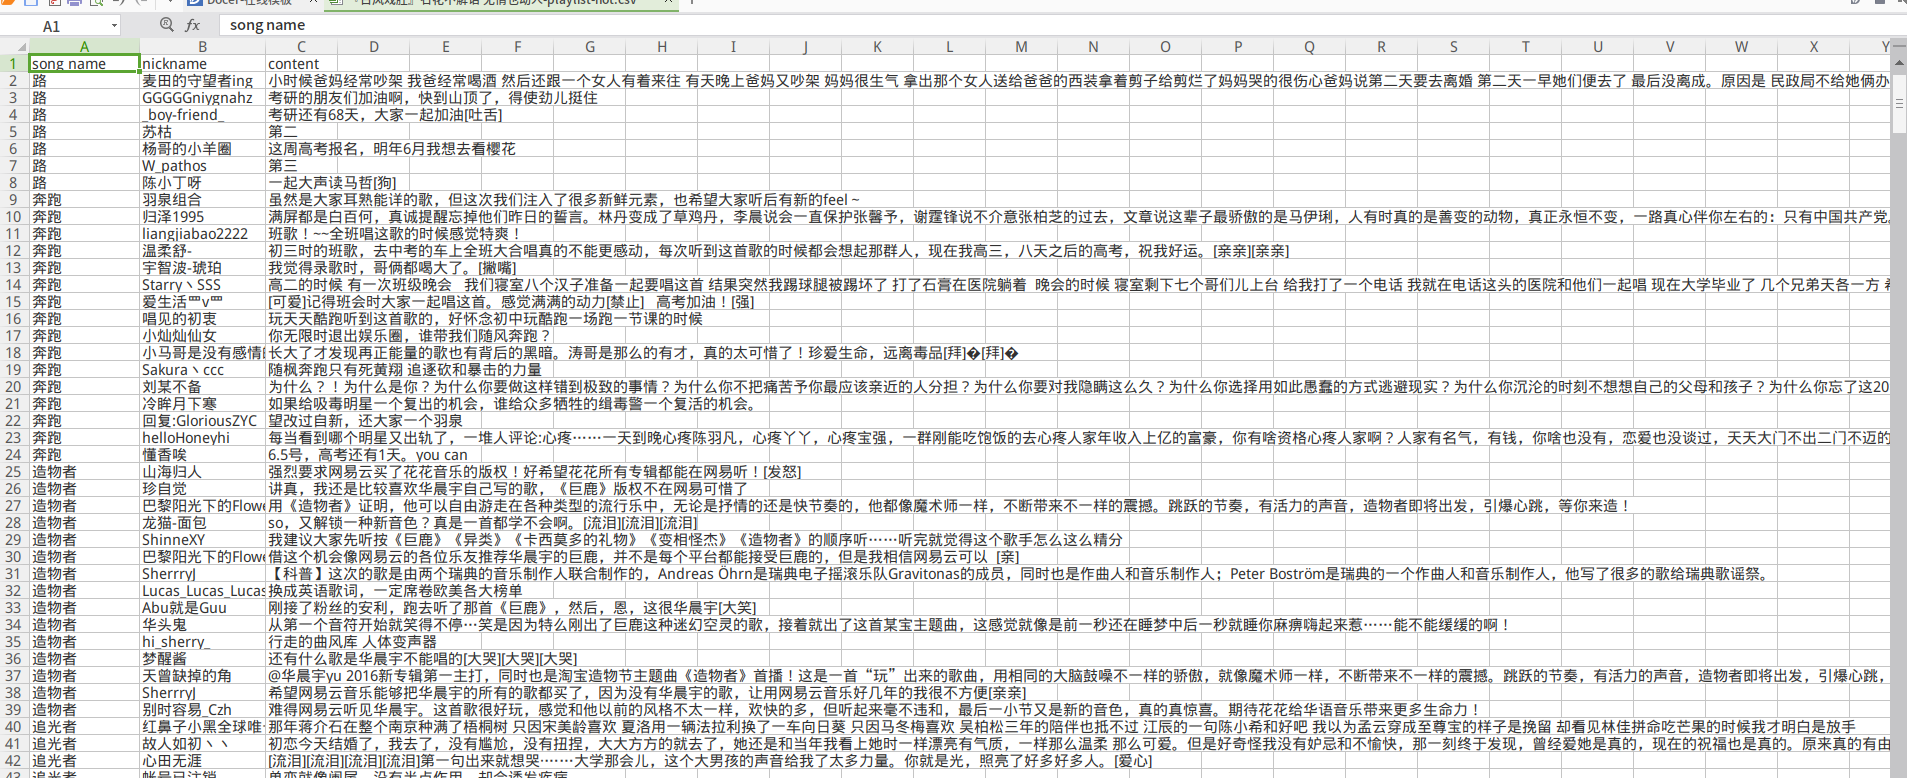 Docer-在线模板
A1 fx song name
A B C D E F G H I J K L M N O P Q R S T U V W X Y
1 song name nickname content
2 路 麦田的守望者ing 小时候爸妈经常吵架 我爸经常喝酒 然后还跟一个女人有着来往 有天晚上爸妈又吵架 妈妈很生气 拿出那个女人送给爸爸的西装拿着剪子给剪烂了妈妈哭的很伤心爸妈说第二天要去离婚 第二天一早她们便去了 最后没离成。原因是 民政局不给她俩办
3 路 GGGGGniygnahz 考研的朋友们加油啊，快到山顶了，得使劲儿挺住
4 路 _boy-friend_ 考研还有68天，大家一起加油[吐舌]
5 路 苏枯 第二
6 路 杨哥的小羊圈 这周高考报名，明年6月我想去看樱花
7 路 W_pathos 第三
8 路 陈小丁呀 一起大声读马哲[狗]
9 奔跑 羽泉组合 虽然是大家耳熟能详的歌，但这次我们注入了很多新鲜元素，也希望大家听后有新的feel ~
10 奔跑 归泽1995 满屏都是白百何，真诚提醒忘掉他们昨日的誓言。林丹变成了草鸡丹，李晨说会一直保护张馨予，谢霆锋说不介意张柏芝的过去，文章说这辈子最骄傲的是马伊琍，人有时真的是善变的动物，真正永恒不变，一路真心伴你左右的：只有中国共产党。
11 奔跑 liangjiabao2222 班歌！~~全班唱这歌的时候感觉特爽！
12 奔跑 温柔舒- 初三时的班歌，去中考的车上全班大合唱真的不能更感动，每次听到这首歌的时候都会想起那群人，现在我高三，八天之后的高考，祝我好运。[亲亲][亲亲]
13 奔跑 宇智波-琥珀 我觉得录歌时，哥俩都喝大了。[撇嘴]
14 奔跑 Starry丶SSS 高二的时候 有一次班级晚会 我们寝室八个汉子准备一起要唱这首 结果突然我踢球腿被踢坏了 打了石膏在医院躺着 晚会的时候 寝室剩下七个哥们儿上台 给我打了一个电话 我就在电话这头的医院和他们一起唱 现在大学毕业了 几个兄弟天各一方
15 奔跑 爱生活罒v罒 [可爱]记得班会时大家一起唱这首。感觉满满的动力[禁止] 高考加油！[强]
16 奔跑 唱见的初衷 玩天天酷跑听到这首歌的，好怀念初中玩酷跑一场跑一节课的时候
17 奔跑 小灿灿仙女 你无限时退出娱乐圈，谁带我们随风奔跑？
18 奔跑 小马哥是没有感情的 长大了才发现再正能量的歌也有背后的黑暗。涛哥是那么的有才，真的太可惜了！珍爱生命，远离毒品[拜]�[拜]�
19 奔跑 Sakura丶ccc 随枫奔跑只有死黄翔 追逐砍和暴击的力量
20 奔跑 刘某不备 为什么？！为什么是你？为什么你要做这样错到极致的事情？为什么你不把痛苦予你最应该亲近的人分担？为什么你要对我隐瞒这么久？为什么你选择用如此愚蠢的方式逃避现实？为什么你沉沦的时刻不想想自己的父母和孩子？为什么你忘了这20
21 奔跑 冷眸月下寒 如果给吸毒明星一个复出的机会，谁给众多牺牲的缉毒警一个复活的机会。
22 奔跑 回复:GloriousZYC 望改过自新，还大家一个羽泉
23 奔跑 helloHoneyhi 每当看到哪个明星又出轨了，一堆人评论:心疼……一天到晚心疼陈羽凡，心疼丫丫，心疼宝强，一群刚能吃饱饭的去心疼人家年收入上亿的富豪，你有啥资格心疼人家啊？人家有名气，有钱，你啥也没有，恋爱也没谈过，天天大门不出二门不迈的
24 奔跑 懂香唉 6.5号，高考还有1天。you can
25 造物者 山海归人 强烈要求网易云买了花花音乐的版权！好希望花花所有专辑都能在网易听！[发怒]
26 造物者 珍自觉 讲真，我还是比较喜欢华晨宇自己写的歌，《巨鹿》版权不在网易可惜了
27 造物者 巴黎阳光下的Flowe 用《造物者》证明，他可以自由游走在各种类型的流行乐中，无论是抒情的还是快节奏的，他都像魔术师一样，不断带来不一样的震撼。跳跃的节奏，有活力的声音，造物者即将出发，引爆心跳，等你来造！
28 造物者 龙猫-面包 so，又解锁一种新音色？真是一首都学不会啊。[流泪][流泪][流泪]
29 造物者 ShinneXY 我建议大家先听按《巨鹿》《异类》《卡西莫多的礼物》《变相怪杰》《造物者》的顺序听……听完就觉得这个歌手怎么这么精分
30 造物者 巴黎阳光下的Flowe 借这个机会像网易云的各位乐友推荐华晨宇的巨鹿，并不是每个平台都能接受巨鹿的，但是我相信网易云可以 [亲]
31 造物者 SherrryJ 【科普】这次的歌是由两个瑞典的音乐制作人联合制作的，Andreas Öhrn是瑞典电子摇滚乐队Gravitonas的成员，同时也是作曲人和音乐制作人；Peter Boström是瑞典的一个作曲人和音乐制作人，他写了很多的歌给瑞典歌谣祭。
32 造物者 Lucas_Lucas_Lucas 换成英语歌词，一定席卷欧美各大榜单
33 造物者 Abu就是Guu 刚接了粉丝的安利，跑去听了那首《巨鹿》，然后，恩，这很华晨宇[大笑]
34 造物者 华头鬼 从第一个音符开始就笑得不停…笑是因为特么刚出了巨鹿这种迷幻空灵的歌，接着就出了这首某宝主题曲，这感觉就像是前一秒还在睡梦中后一秒就睡你麻痹嗨起来惹……能不能缓缓的啊！
35 造物者 hi_sherry_ 行走的曲风库 人体变声器
36 造物者 梦醒酱 还有什么歌是华晨宇不能唱的[大哭][大哭][大哭]
37 造物者 天曾缺掉的角 @华晨宇yu 2016新专辑第一主打，同时也是淘宝造物节主题曲《造物者》首播！这是一首“玩”出来的歌曲，用相同的大脑鼓噪不一样的骄傲，就像魔术师一样，不断带来不一样的震撼。跳跃的节奏，有活力的声音，造物者即将出发，引爆心跳，
38 造物者 SherrryJ 希望网易云音乐能够把华晨宇的所有的歌都买了，因为没有华晨宇的歌，让用网易云音乐好几年的我很不方便[亲亲]
39 造物者 别时容易_Czh 难得网易云听见华晨宇。这首歌很好玩，感觉和他以前的风格不太一样，欢快的多，但听起来毫不违和，最后一小节又是新的音色，真的真惊喜。期待花花给华语音乐带来更多生命力！
40 追光者 红鼻子小黑全球唯一 那年蒋介石在整个南京种满了梧桐树 只因宋美龄喜欢 夏洛用一辆法拉利换了一车向日葵 只因马冬梅喜欢 吴柏松三年的陪伴也抵不过 江辰的一句陈小希和好吧 我以为孟云穿成至尊宝的样子是挽留 却看见林佳拼命吃芒果的时候我才明白是放手
41 追光者 故人如初丶丶 初恋今天结婚了，我去了，没有尴尬，没有扭捏，大大方方的就去了，她还是和当年我看上她时一样漂亮有气质，一样那么温柔 那么可爱。但是好奇怪我没有妒忌和不愉快，那一刻终于发现，曾经爱她是真的，现在的祝福也是真的。原来真的有由
42 追光者 心田无涯 [流泪][流泪][流泪][流泪]第一句出来就想哭……大学那会儿，这个大男孩的声音给我了太多力量。你就是光，照亮了好多好多人。[爱心]